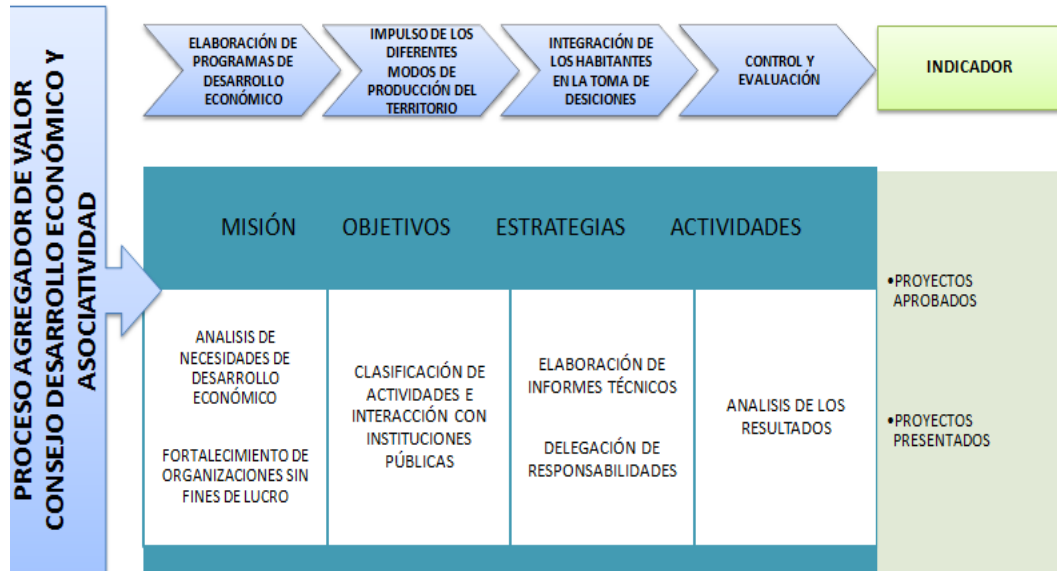 PROCESO AGREGADOR DE VALOR
CONSEJO DESARROLLO ECONÓMICO Y
ASOCIATIVIDAD
ELABORACIÓN DE
PROGRAMAS DE
DESARROLLO
ECONÓMICO
IMPULSO DE LOS
DIFERENTES
MODOS DE
PRODUCCIÓN DEL
TERRITORIO
INTEGRACIÓN DE
LOS HABITANTES
EN LA TOMA DE
DESICIONES
CONTROL Y
EVALUACIÓN
INDICADOR
MISIÓN OBJETIVOS ESTRATEGIAS ACTIVIDADES
ANALISIS DE
NECESIDADES DE
DESARROLLO
ECONÓMICO
FORTALECIMIENTO DE
ORGANIZACIONES SIN
FINES DE LUCRO
CLASIFICACIÓN DE
ACTIVIDADES E
INTERACCIÓN CON
INSTITUCIONES
PÚBLICAS
ELABORACIÓN DE
INFORMES TÉCNICOS
DELEGACIÓN DE
RESPONSABILIDADES
ANALISIS DE LOS
RESULTADOS
•PROYECTOS
APROBADOS
•PROYECTOS
PRESENTADOS